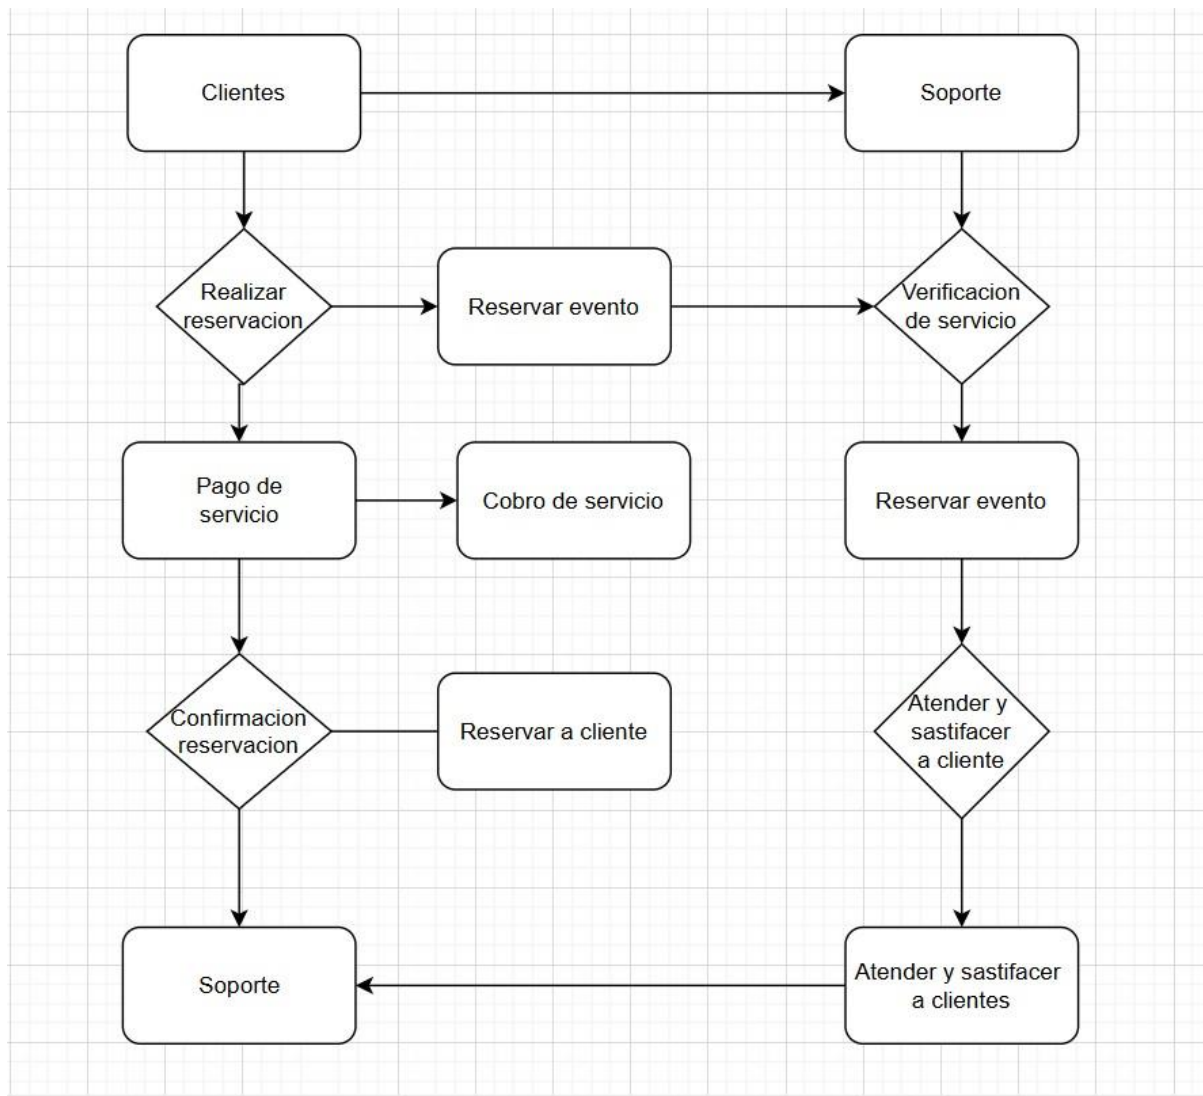 Clientes
Soporte
Realizar
reservacion
Reservar evento
Verificacion
de servicio
Pago de
servicio
Cobro de servicio
Reservar evento
Confirmacion
reservacion
Reservar a cliente
Atender y
sastifacer
a cliente
Soporte
Atender y sastifacer
a clientes